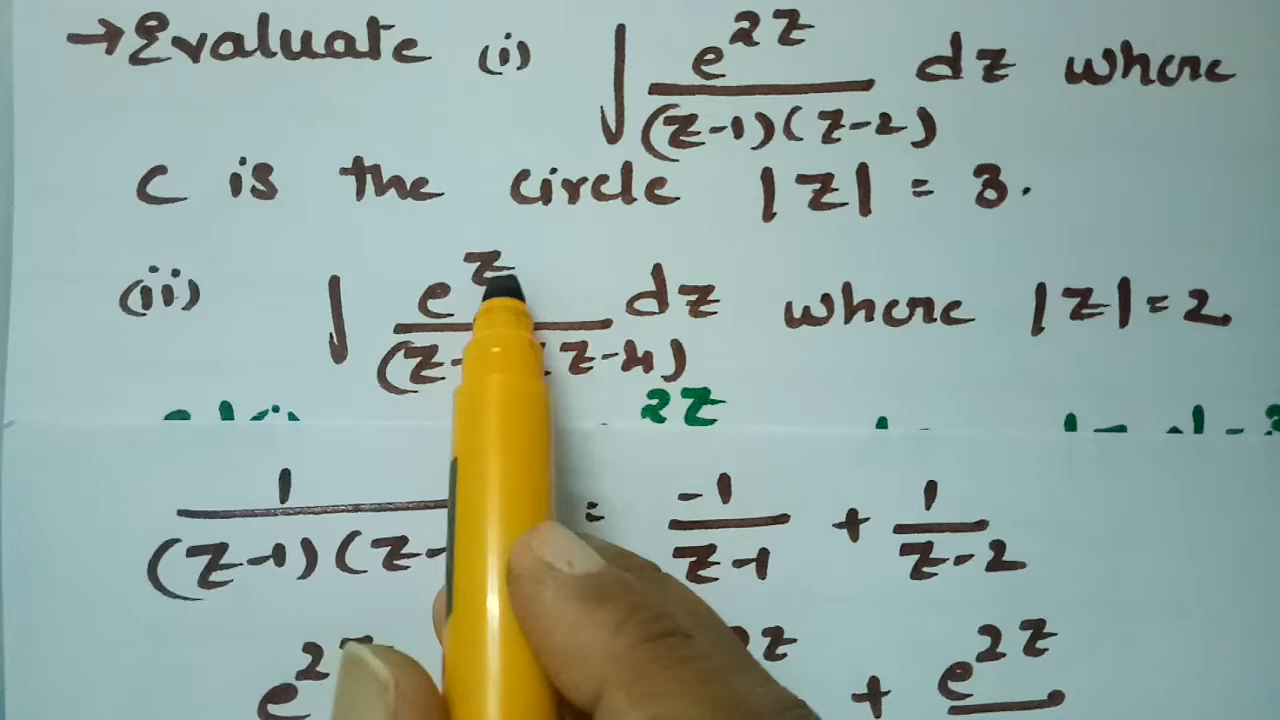 → Evaluate (i) ∫ e^{2z} / (z-1)(z-2) dz where
C is the circle |z| = 3.
(ii) ∫ e^z / (z- z-4) dz where |z|=2
2z
1 / (z-1)(z- = -1 / z-1 + 1 / z-2
e^2 z + e^{2z}